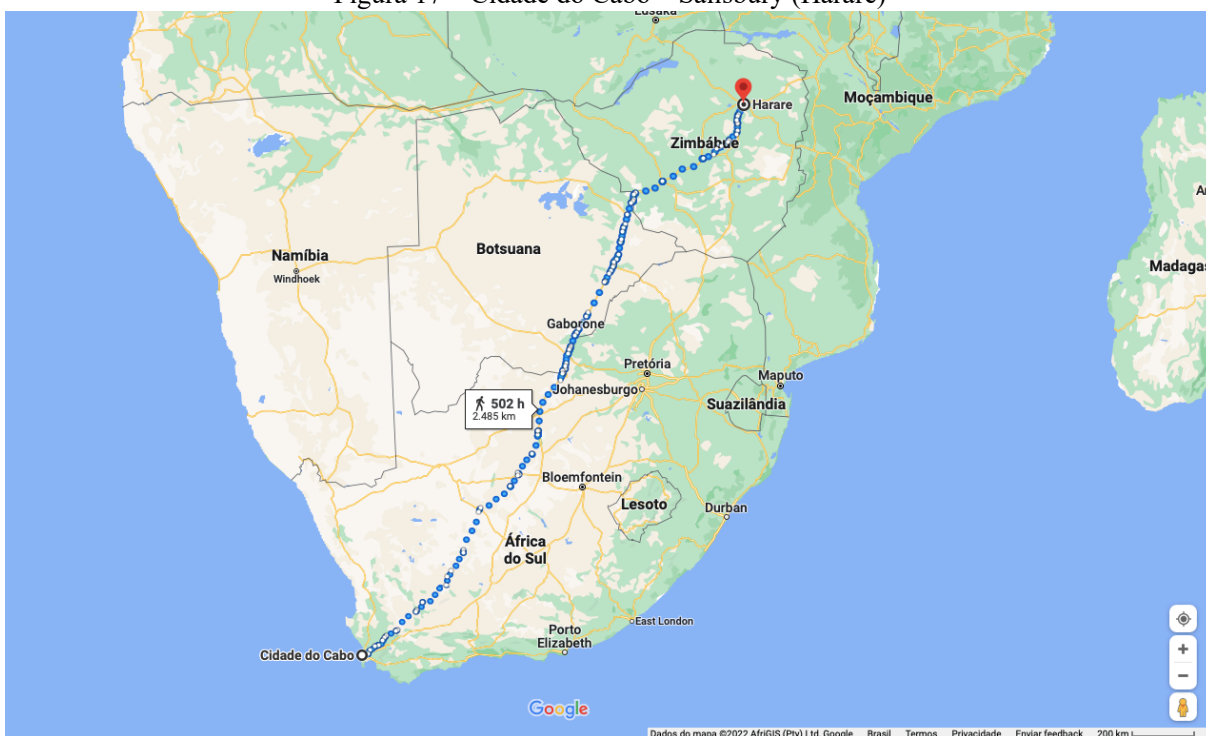 Figura 17 – Cidade do Cabo – Salisbury (Harare)
Lusaka
Harare
Moçambique
Zimbábue
Namíbia
Windhoek
Botsuana
Madagas
Gaborone
Pretória
Maputo
Johanesburgo
Suazilândia
502 h
2.485 km
Bloemfontein
Lesoto
Durban
África
do Sul
East London
Porto
Elizabeth
Cidade do Cabo
Google
Dados do mapa ©2022 AfriGIS (Pty) Ltd, Google Brasil Termos Privacidade Enviar feedback 200 km